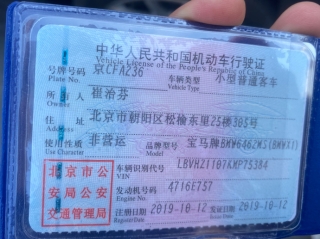 中华人民共和国机动车行驶证
Vehicle License of the People's Republic of China
号牌号码 京CFA236 车辆类型 小型普通客车
Plate No. Vehicle Type
所有人 崔治芬
Owner
住址 北京市朝阳区松榆东里25楼305号
Address
使用性质 非营运 品牌型号 宝马牌BMW6462MS(BMWX1)
Use Character Model
车辆识别代号 LBVHZ1107KMP75384
VIN
发动机号码 4716E757
Engine No.
注册日期 2019-10-12 发证日期 2019-10-12
北京市公
安局公安
交通管理局